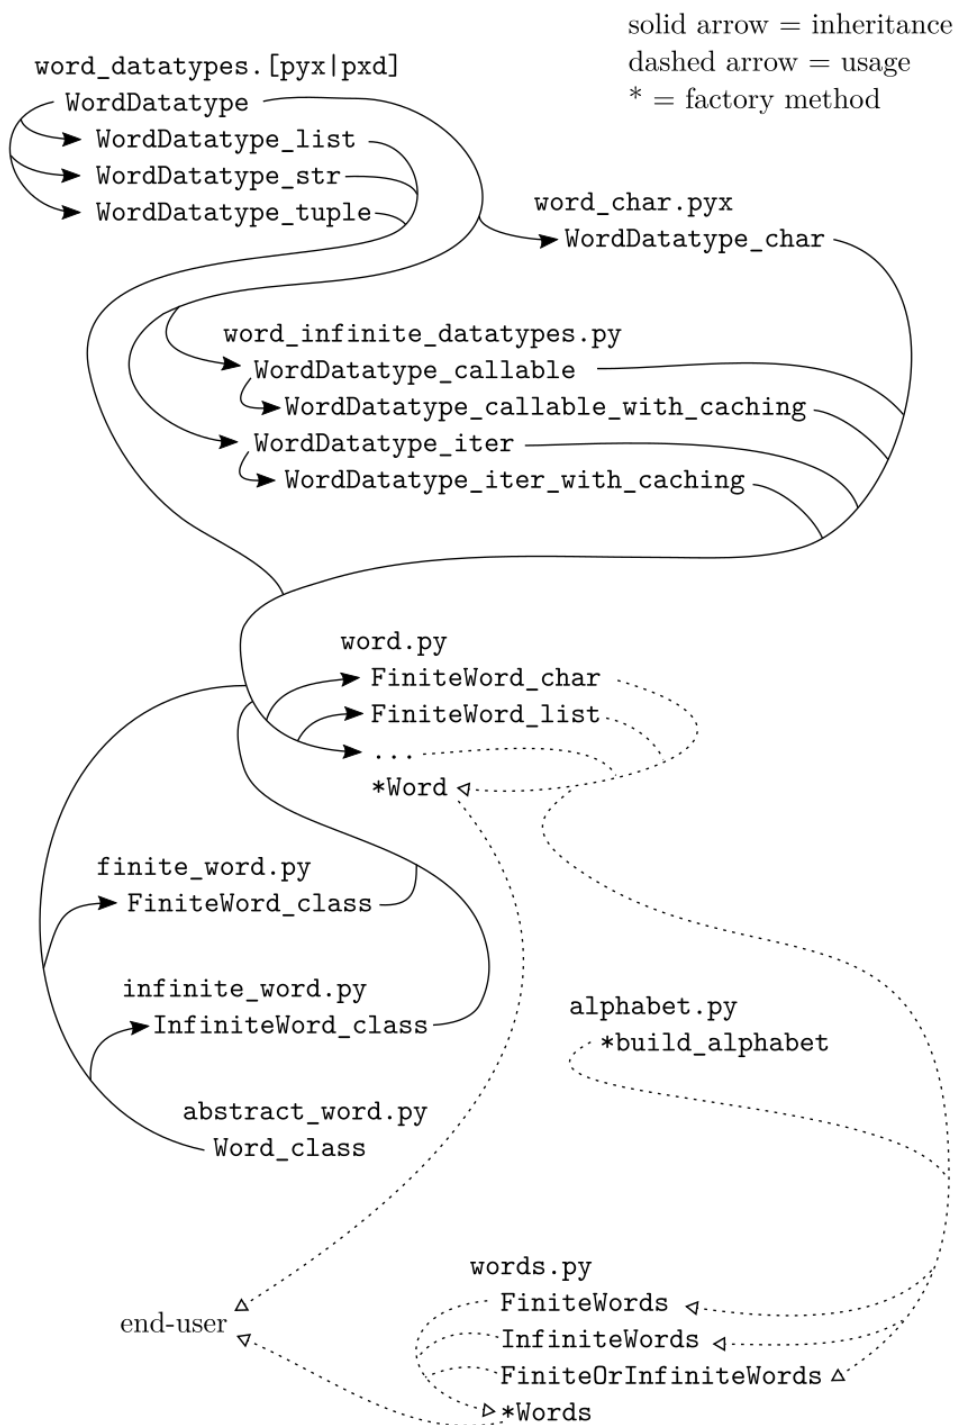 solid arrow = inheritance
dashed arrow = usage
* = factory method
word_datatypes.[pyx|pxd]
WordDatatype
WordDatatype_list
WordDatatype_str
WordDatatype_tuple
word_char.pyx
WordDatatype_char
word_infinite_datatypes.py
WordDatatype_callable
WordDatatype_callable_with_caching
WordDatatype_iter
WordDatatype_iter_with_caching
word.py
FiniteWord_char
FiniteWord_list
...
*Word
finite_word.py
FiniteWord_class
infinite_word.py
InfiniteWord_class
alphabet.py
*build_alphabet
abstract_word.py
Word_class
words.py
FiniteWords
end-user
InfiniteWords
FiniteOrInfiniteWords
*Words